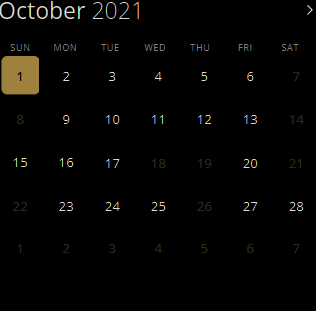 October 2021 >
SUN MON TUE WED THU FRI SAT
1 2 3 4 5 6 7
8 9 10 11 12 13 14
15 16 17 18 19 20 21
22 23 24 25 26 27 28
1 2 3 4 5 6 7